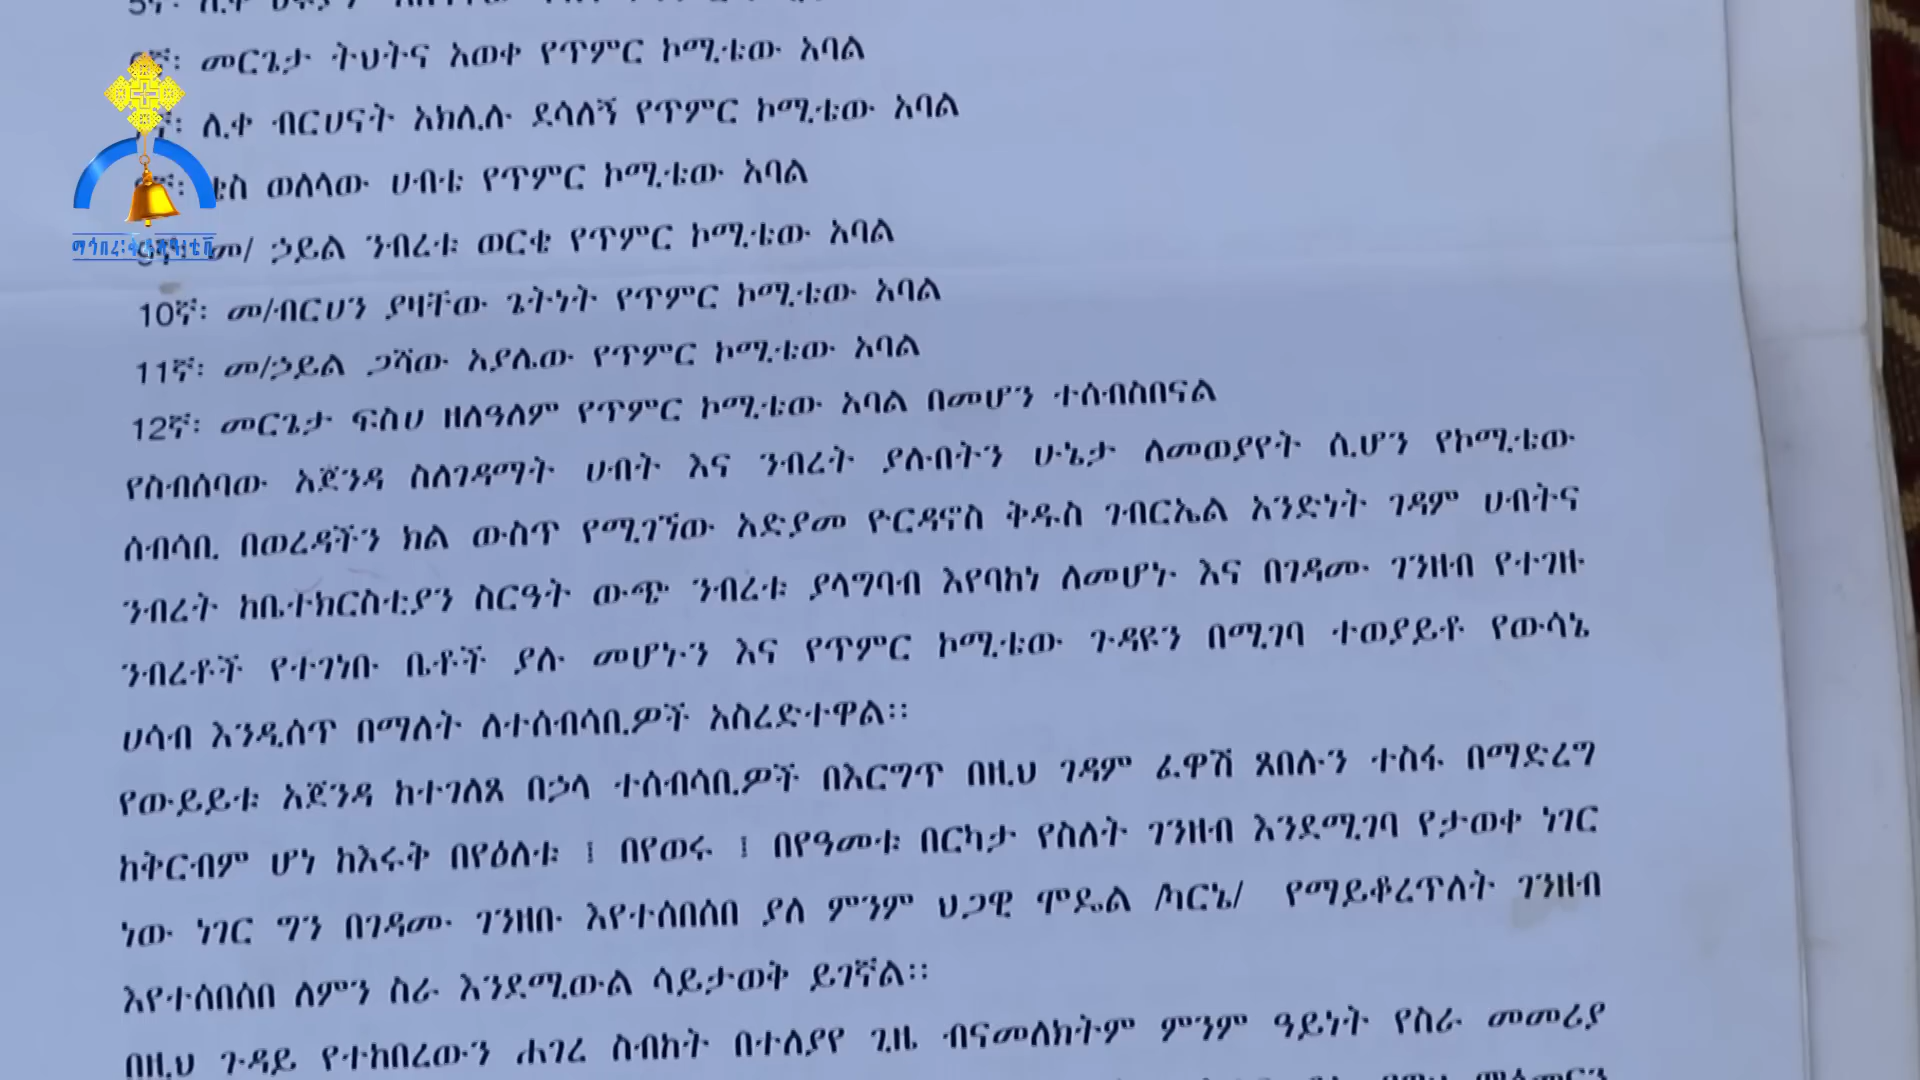 6ኛ፡ መርጌታ ትህትና አወቀ የጥምር ኮሚቴው አባል
ሊቀ ብርሀናት አክሊሉ ደሳለኝ የጥምር ኮሚቴው አባል
ቄስ ወለላው ሀብቴ የጥምር ኮሚቴው አባል
9ኛ፡ መ/ ኃይል ንብረቱ ወርቄ የጥምር ኮሚቴው አባል
10ኛ፡ መ/ብርሀን ያዛቸው ጌትነት የጥምር ኮሚቴው አባል
11ኛ፡ መ/ኃይል ጋሻው አያሌው የጥምር ኮሚቴው አባል
12ኛ፡ መርጌታ ፍስሀ ዘለዓለም የጥምር ኮሚቴው አባል በመሆን ተሰብስበናል
የስብሰባው አጀንዳ ስለገዳማት ሀብት እና ንብረት ያሉበትን ሁኔታ ለመወያየት ሲሆን የኮሚቴው
ሰብሳቢ በወረዳችን ክል ውስጥ የሚገኘው አድያመ ዮርዳኖስ ቅዱስ ገብርኤል አንድነት ገዳም ሀብትና
ንብረት ከቤተክርስቲያን ስርዓት ውጭ ንብረቱ ያላግባብ እየባከነ ለመሆኑ እና በገዳሙ ገንዘብ የተገዙ
ንብረቶች የተገነቡ ቤቶች ያሉ መሆኑን እና የጥምር ኮሚቴው ጉዳዩን በሚገባ ተወያይቶ የውሳኔ
ሀሳብ እንዲሰጥ በማለት ለተሰብሳቢዎች አስረድተዋል፡፡
የውይይቱ አጀንዳ ከተገለጸ በኃላ ተሰብሳቢዎች በእርግጥ በዚህ ገዳም ፈዋሽ ጸበሉን ተስፋ በማድረግ
ከቅርብም ሆነ ከእሩቅ በየዕለቱ ፤ በየወሩ ፤ በየዓመቱ በርካታ የስለት ገንዘብ እንደሚገባ የታወቀ ነገር
ነው ነገር ግን በገዳሙ ገንዘቡ እየተሰበሰበ ያለ ምንም ህጋዊ ሞዴል /ካርኔ/ የማይቆረጥለት ገንዘብ
እየተሰበሰበ ለምን ስራ እንደሚውል ሳይታወቅ ይገኛል፡፡
በዚህ ጉዳይ የተከበረውን ሐገረ ስብከት በተለያየ ጊዜ ብናመለክትም ምንም ዓይነት የስራ መመሪያ